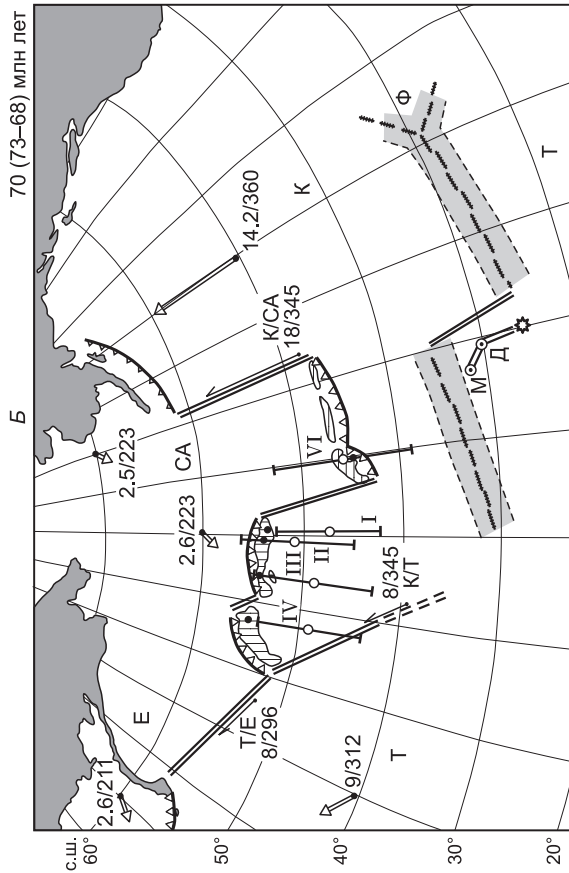 Б
70 (73–68) млн лет
14.2/360
К
Ф
К/СА
18/345
2.5/223
СА
2.6/223
VI
М
Д
Т
I
II
III
IV
8/345
К/Т
Е
2.6/211
Т/Е
8/296
Т
9/312
с.ш.
60°
50°
40°
30°
20°